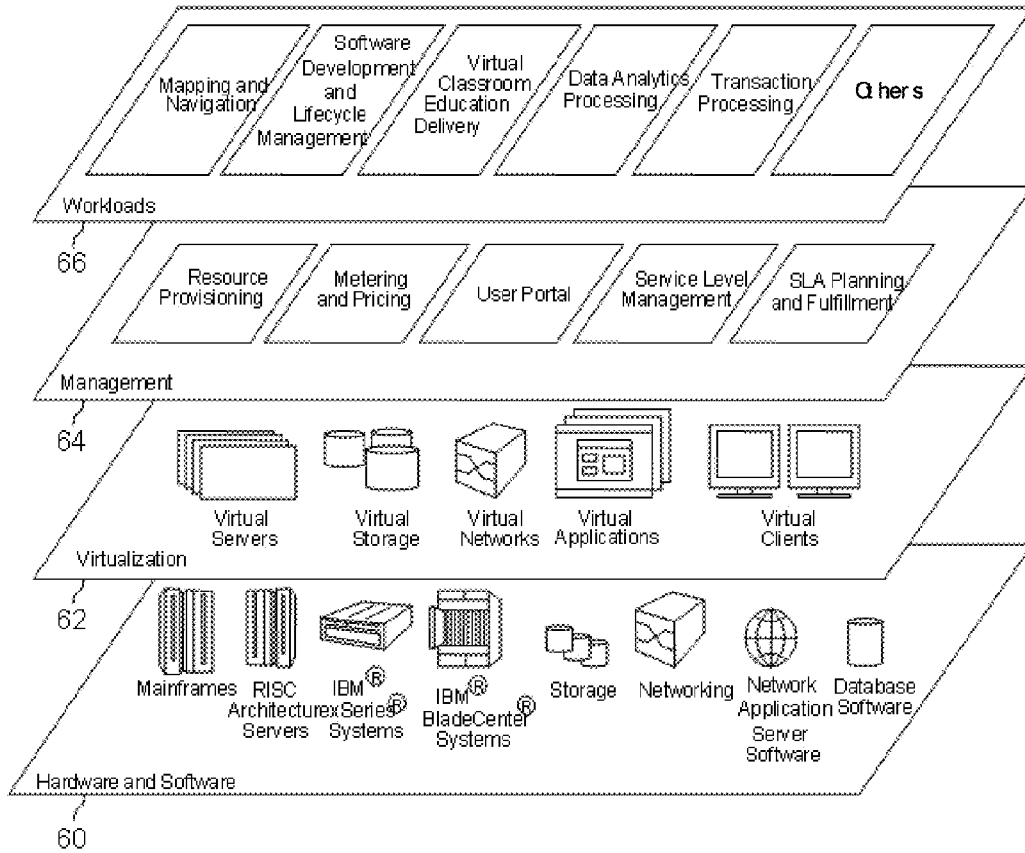 Mapping and
Navigation
Software
Development
and
Lifecycle
Management
Virtual
Classroom
Education
Delivery
Data Analytics
Processing
Transaction
Processing
Others
Workloads
66
Resource
Provisioning
Metering
and Pricing
User Portal
Service Level
Management
SLA Planning
and Fulfillment
Management
64
Virtual
Servers
Virtual
Storage
Virtual
Networks
Virtual
Applications
Virtual
Clients
Virtualization
62
Mainframes
RISC
Architecture
Servers
IBM®
xSeries®
Systems
IBM®
BladeCenter®
Systems
Storage
Networking
Network
Application
Server
Software
Database
Software
Hardware and Software
60